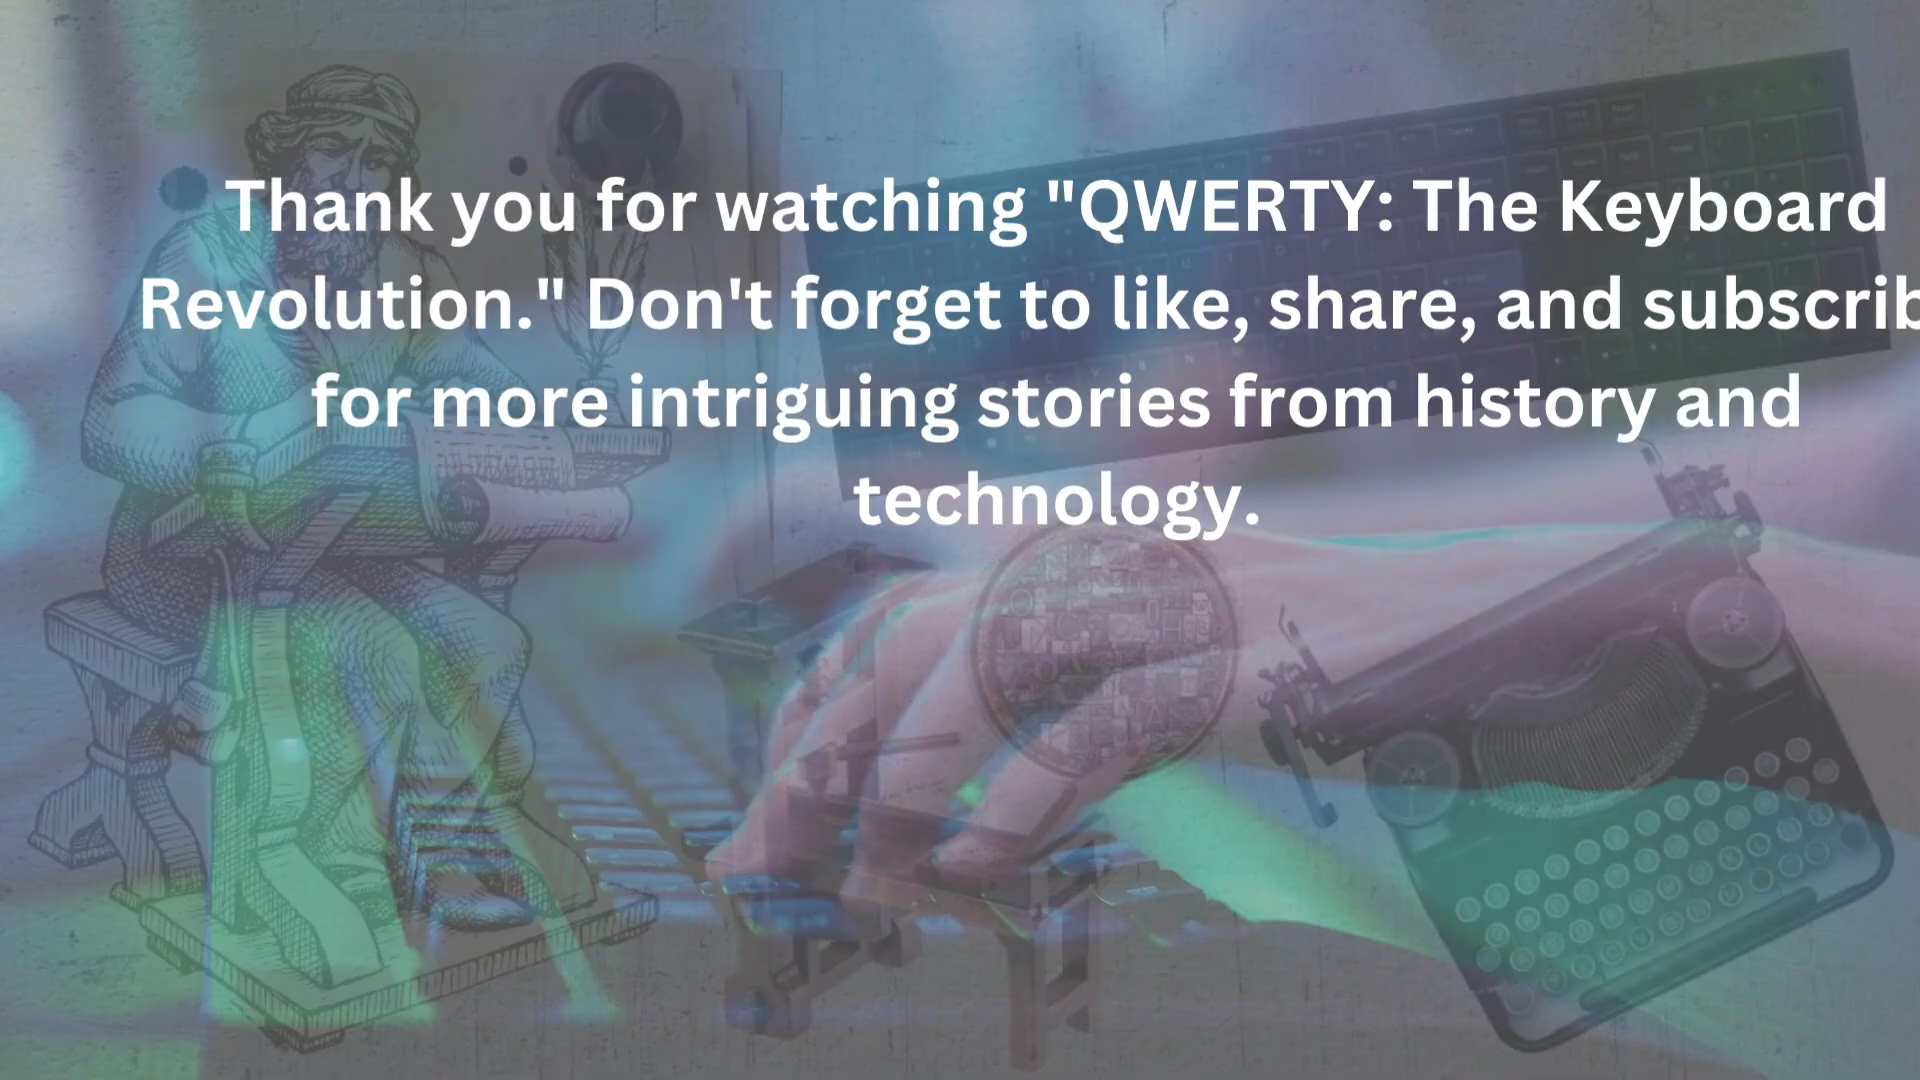 Thank you for watching "QWERTY: The Keyboard
Revolution." Don't forget to like, share, and subscrib
for more intriguing stories from history and
technology.